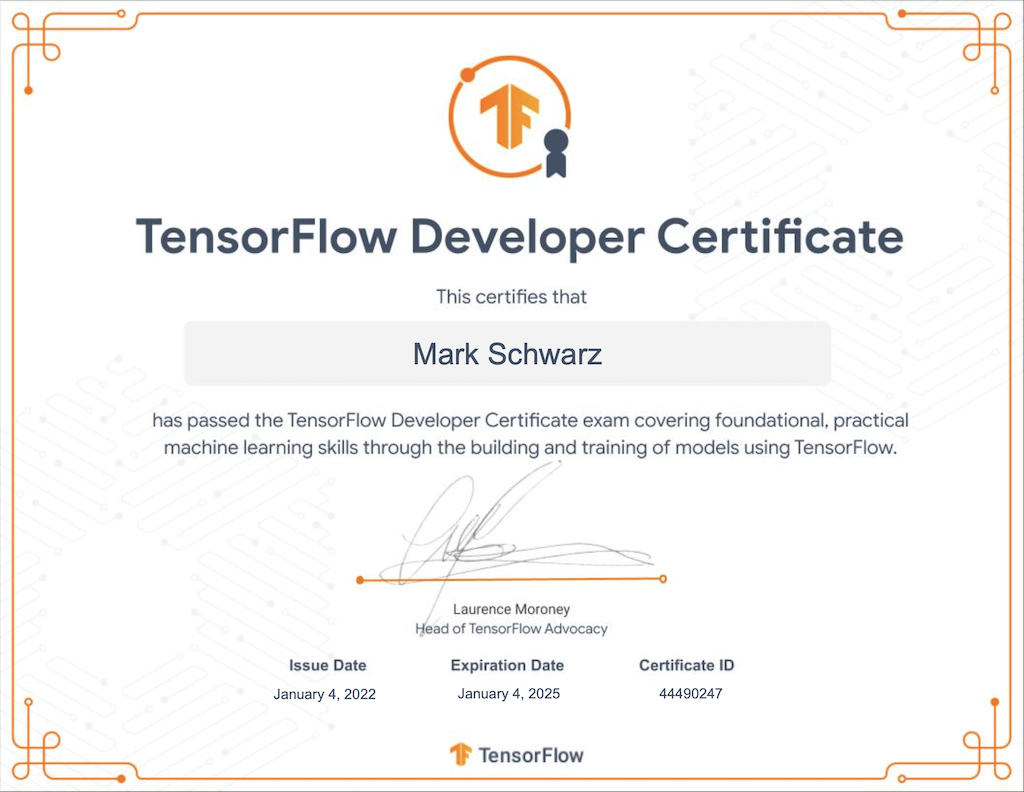 TensorFlow Developer Certificate
This certifies that
Mark Schwarz
has passed the TensorFlow Developer Certificate exam covering foundational, practical
machine learning skills through the building and training of models using TensorFlow.
Laurence Moroney
Head of TensorFlow Advocacy
Issue Date Expiration Date Certificate ID
January 4, 2022 January 4, 2025 44490247
TensorFlow